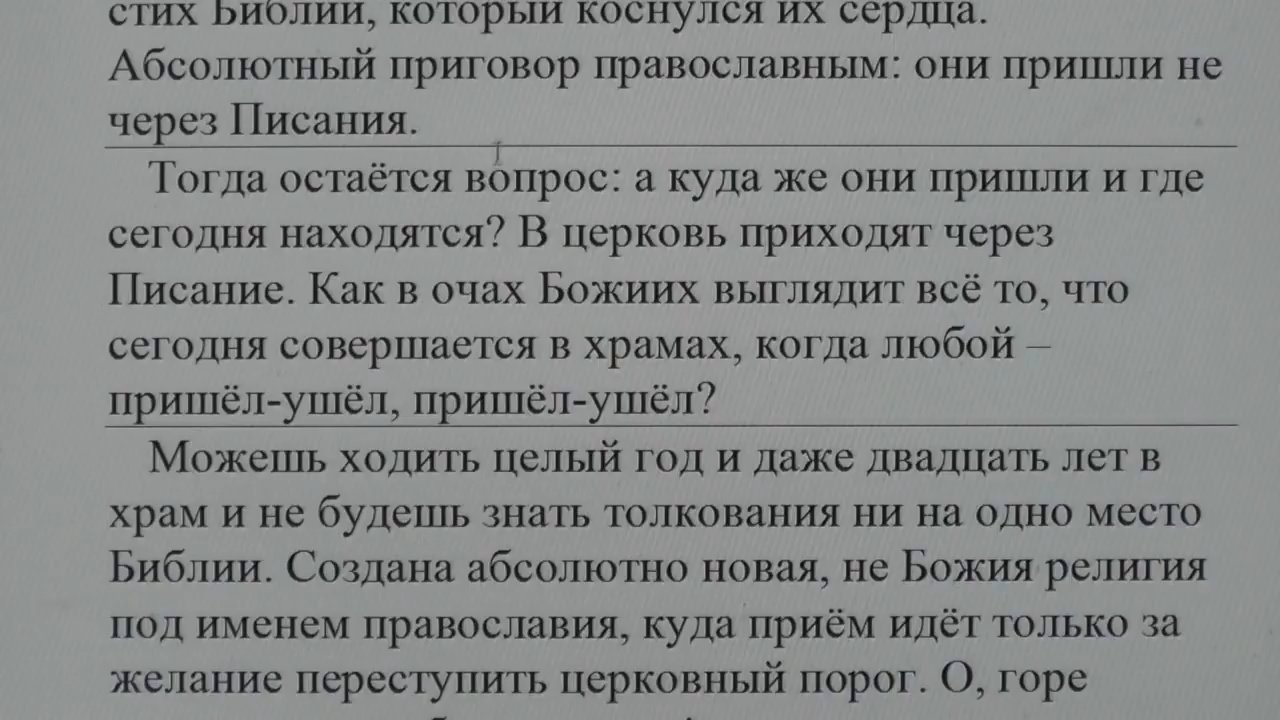 стих Библии, который коснулся их сердца.
Абсолютный приговор православным: они пришли не
через Писания.
Тогда остаётся вопрос: а куда же они пришли и где
сегодня находятся? В церковь приходят через
Писание. Как в очах Божиих выглядит всё то, что
сегодня совершается в храмах, когда любой –
пришёл-ушёл, пришёл-ушёл?
Можешь ходить целый год и даже двадцать лет в
храм и не будешь знать толкования ни на одно место
Библии. Создана абсолютно новая, не Божия религия
под именем православия, куда приём идёт только за
желание переступить церковный порог. О, горе